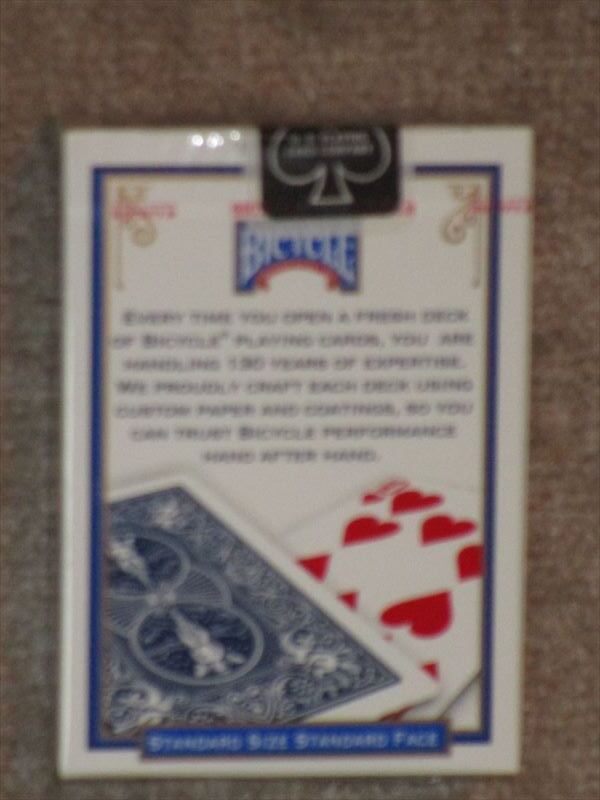 BICYCLE
EVERY TIME YOU OPEN A FRESH DECK
OF BICYCLE® PLAYING CARDS, YOU ARE
HANDLING 130 YEARS OF EXPERTISE.
WE PROUDLY CRAFT EACH DECK USING
CUSTOM PAPER AND COATINGS, SO YOU
CAN TRUST BICYCLE PERFORMANCE
HAND AFTER HAND.
STANDARD SIZE STANDARD FACE